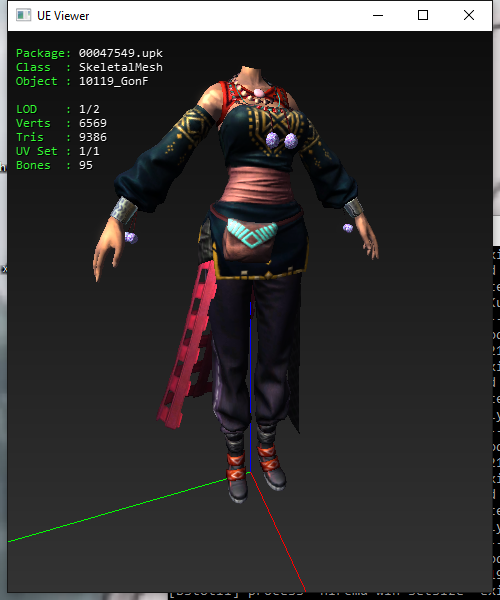 UE Viewer
Package: 00047549.upk
Class : SkeletalMesh
Object : 10119_GonF
LOD : 1/2
Verts : 6569
Tris : 9386
UV Set : 1/1
Bones : 95